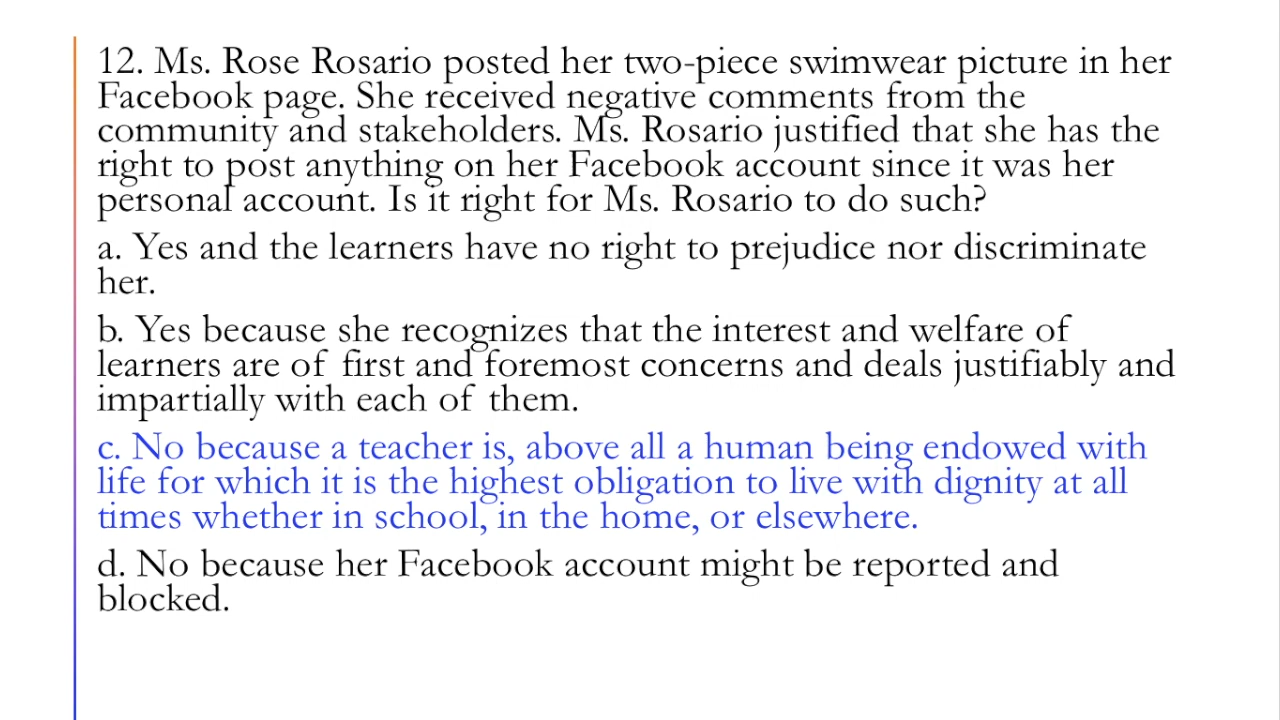 12. Ms. Rose Rosario posted her two-piece swimwear picture in her
Facebook page. She received negative comments from the
community and stakeholders. Ms. Rosario justified that she has the
right to post anything on her Facebook account since it was her
personal account. Is it right for Ms. Rosario to do such?
a. Yes and the learners have no right to prejudice nor discriminate
her.
b. Yes because she recognizes that the interest and welfare of
learners are of first and foremost concerns and deals justifiably and
impartially with each of them.
c. No because a teacher is, above all a human being endowed with
life for which it is the highest obligation to live with dignity at all
times whether in school, in the home, or elsewhere.
d. No because her Facebook account might be reported and
blocked.